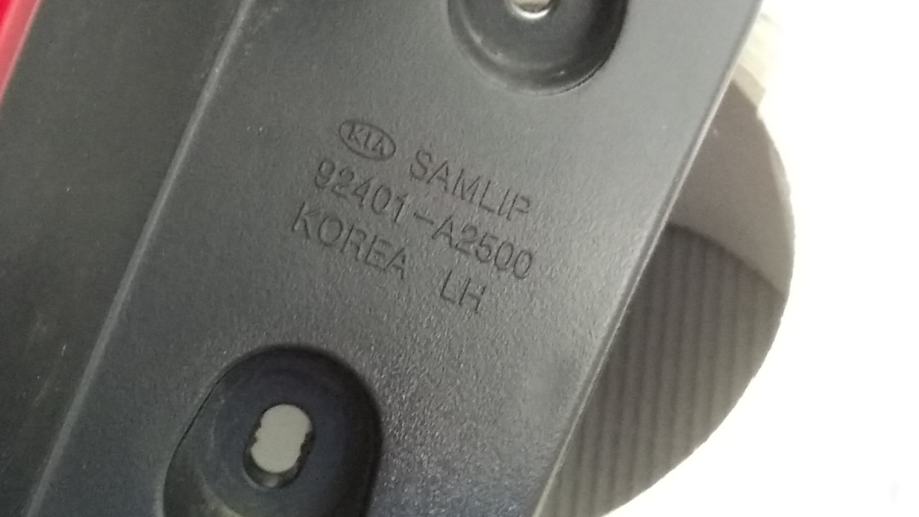 KIA SAMLIP
92401-A2500
KOREA LH